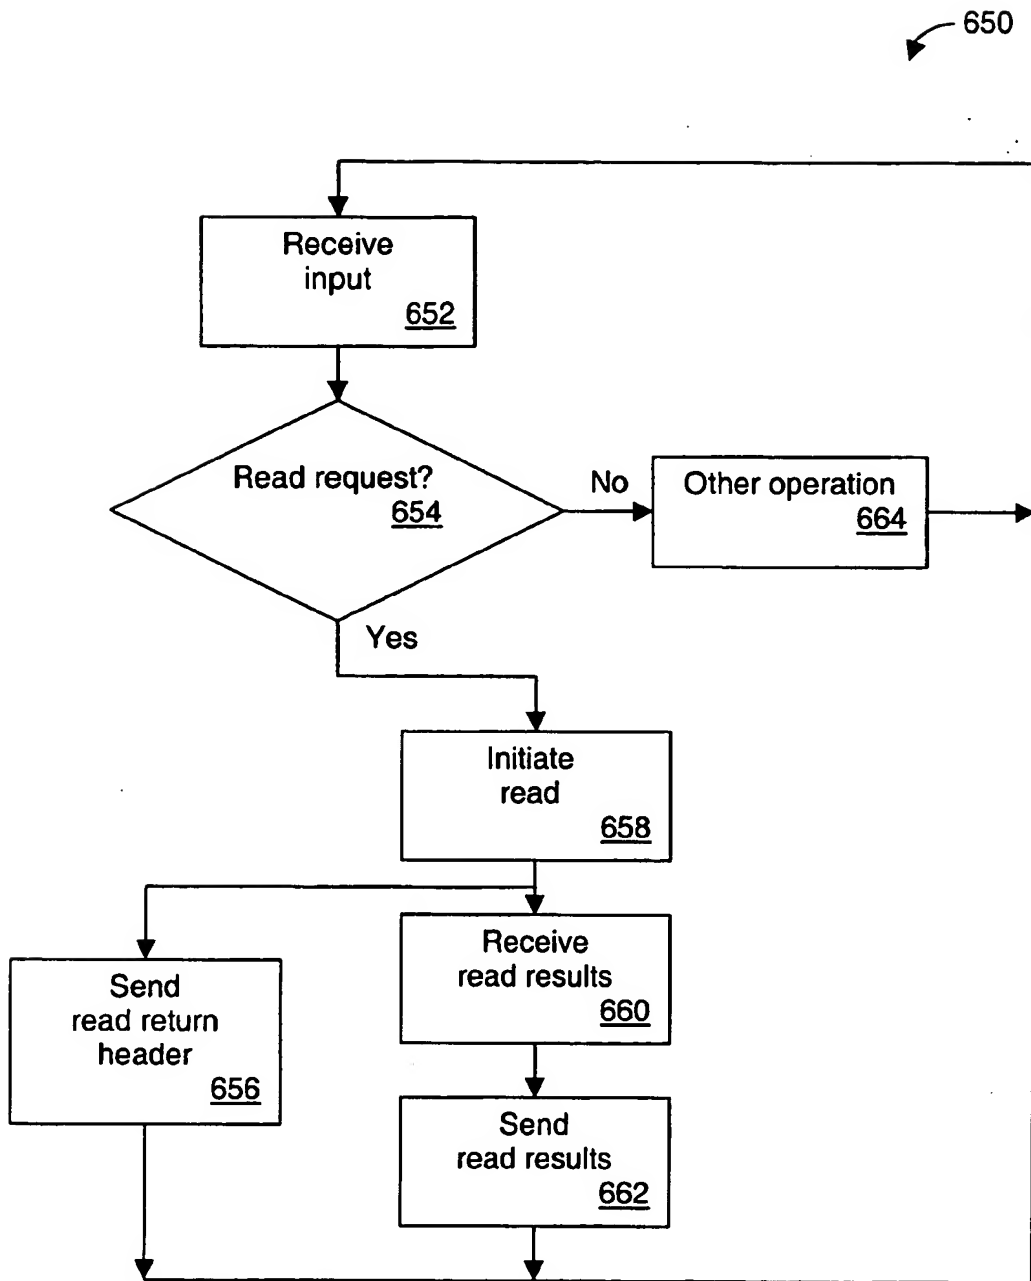 650
Receive
input
652
Read request?
654
No
Other operation
664
Yes
Initiate
read
658
Receive
read results
660
Send
read return
header
656
Send
read results
662